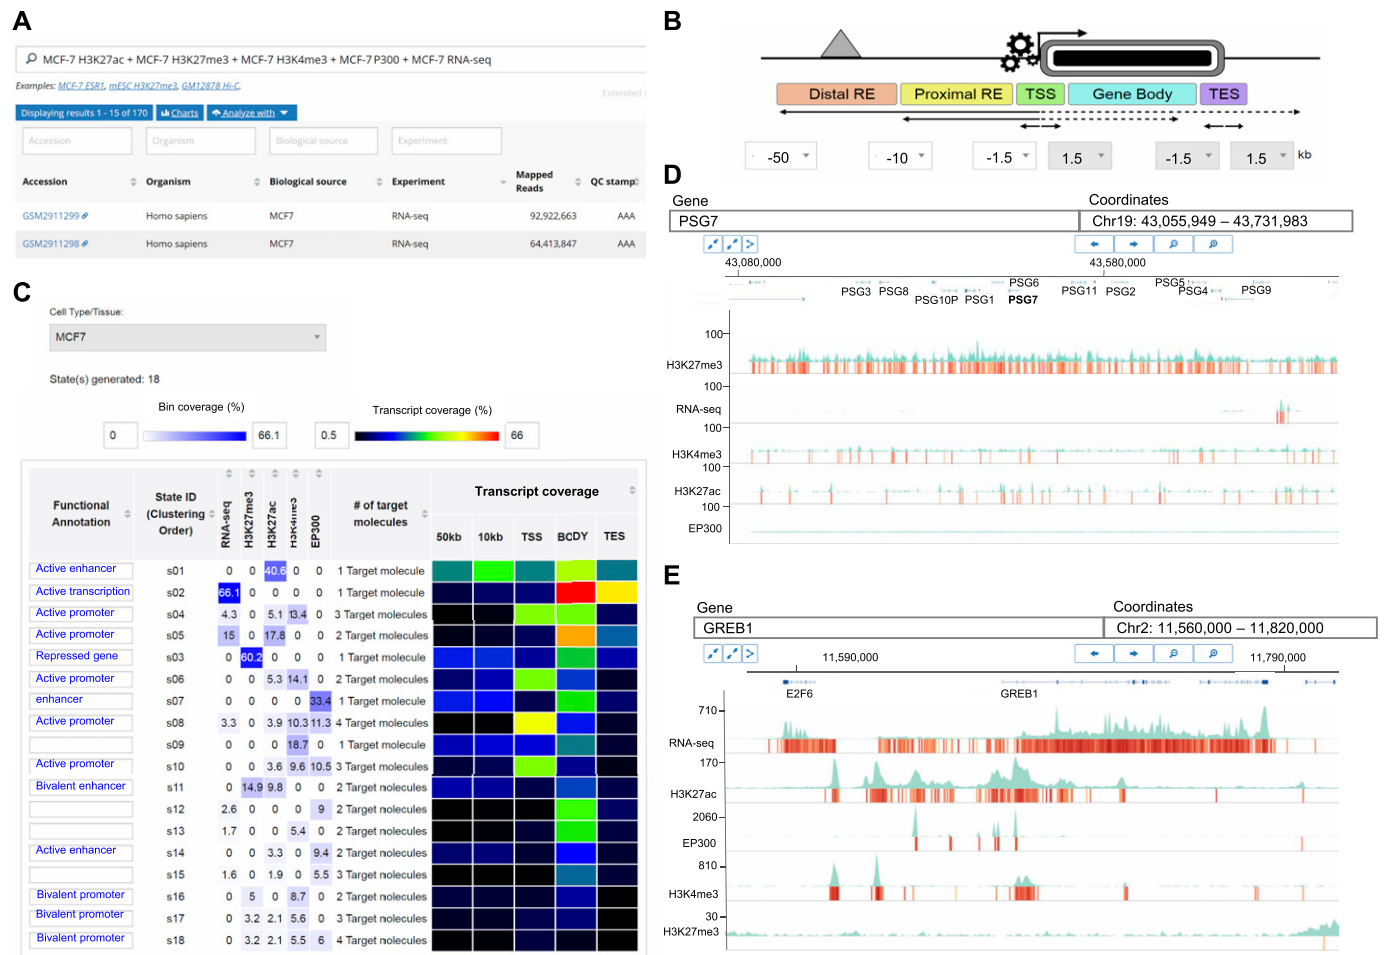 A
MCF-7 H3K27ac + MCF-7 H3K27me3 + MCF-7 H3K4me3 + MCF-7 P300 + MCF-7 RNA-seq
Examples: MCF-7 ESR1, mESC H3K27me3, GM12878 Hi-C.
Extended
Displaying results 1 - 15 of 170 Charts Analyze with
Accession Organism Biological source Experiment
Accession Organism Biological source Experiment Mapped Reads QC stamp
GSM2911299 Homo sapiens MCF7 RNA-seq 92,922,663 AAA
GSM2911298 Homo sapiens MCF7 RNA-seq 64,413,847 AAA
B
Distal RE Proximal RE TSS Gene Body TES
-50 -10 -1.5 1.5 -1.5 1.5 kb
C
Cell Type/Tissue:
MCF7
State(s) generated: 18
Bin coverage (%) Transcript coverage (%)
0 66.1 0.5 66
Functional Annotation State ID (Clustering Order) RNA-seq H3K27me3 H3K27ac H3K4me3 EP300 # of target molecules Transcript coverage
50kb 10kb TSS BODY TES
Active enhancer s01 0 0 40.6 0 0 1 Target molecule
Active transcription s02 66.1 0 0 0 0 1 Target molecule
Active promoter s04 4.3 0 5.1 13.4 0 3 Target molecules
Active promoter s05 15 0 17.8 0 0 2 Target molecules
Repressed gene s03 0 60.2 0 0 0 1 Target molecule
Active promoter s06 0 0 5.3 14.1 0 2 Target molecules
enhancer s07 0 0 0 0 33.4 1 Target molecule
Active promoter s08 3.3 0 3.9 10.3 11.3 4 Target molecules
s09 0 0 0 18.7 0 1 Target molecule
Active promoter s10 0 0 3.6 9.6 10.5 3 Target molecules
Bivalent enhancer s11 0 14.9 9.8 0 0 2 Target nolecules
s12 2.6 0 0 0 9 2 Target nolecules
s13 1.7 0 0 5.4 0 2 Target nolecules
Active enhancer s14 0 0 3.3 0 9.4 2 Target nolecules
s15 1.6 0 1.9 0 5.5 3 Target nolecules
Bivalent promoter s16 0 5 0 8.7 0 2 Target nolecules
Bivalent promoter s17 0 3.2 2.1 5.6 0 3 Target nolecules
Bivalent promoter s18 0 3.2 2.1 5.5 6 4 Target nolecules
D
Gene Coordinates
PSG7 Chr19: 43,055,949 – 43,731,983
43,080,000 43,580,000
PSG3 PSG8 PSG10P PSG1 PSG6 PSG7 PSG11 PSG2 PSG5 PSG4 PSG9
100
H3K27me3
100
RNA-seq
100
H3K4me3
100
H3K27ac
100
EP300
E
Gene Coordinates
GREB1 Chr2: 11,560,000 – 11,820,000
11,590,000 11,790,000
E2F6 GREB1
710
RNA-seq
170
H3K27ac
2060
EP300
810
H3K4me3
30
H3K27me3